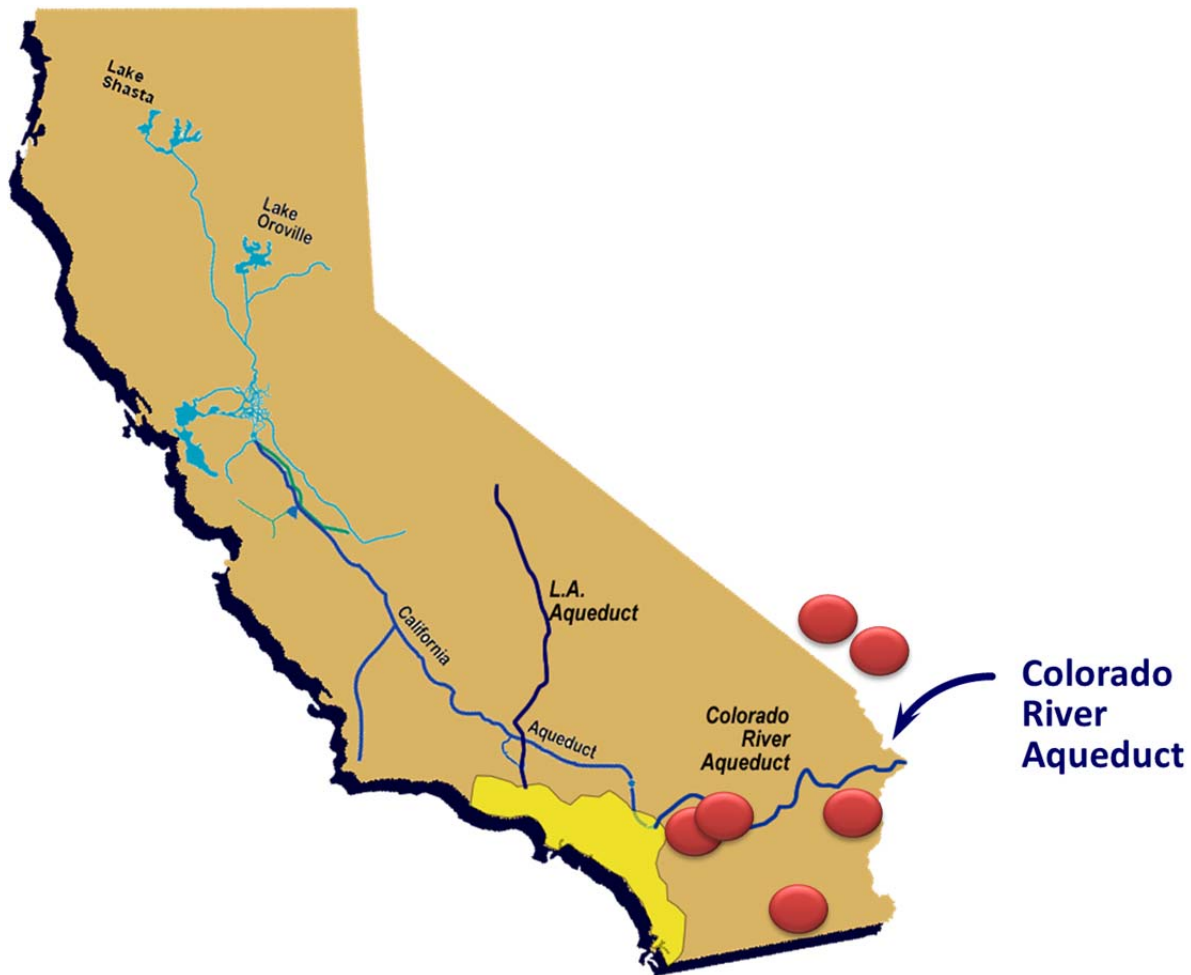 Lake
Shasta
Lake
Oroville
L.A.
Aqueduct
California
Aqueduct
Colorado
River
Aqueduct
Colorado
River
Aqueduct